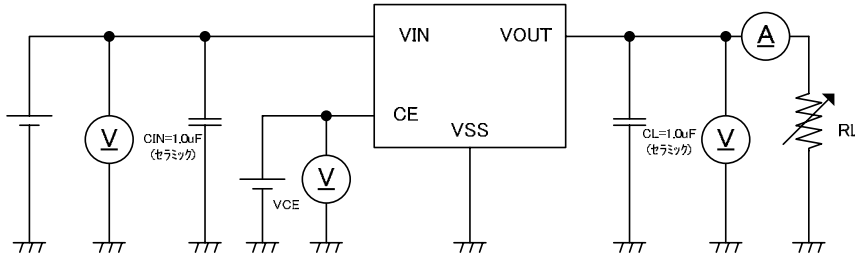 VIN
VOUT
A
V
CIN=1.0uF
(セラミック)
CE
VSS
V
VCE
CL=1.0uF
(セラミック)
V
RL